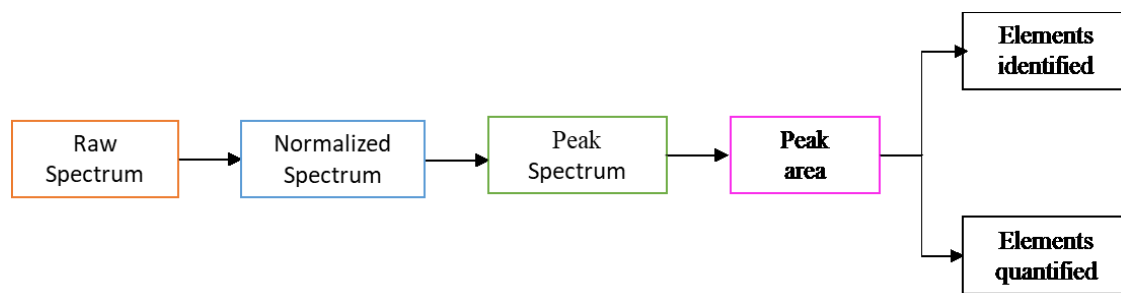 Raw
Spectrum
Normalized
Spectrum
Peak
Spectrum
Peak
area
Elements
identified
Elements
quantified